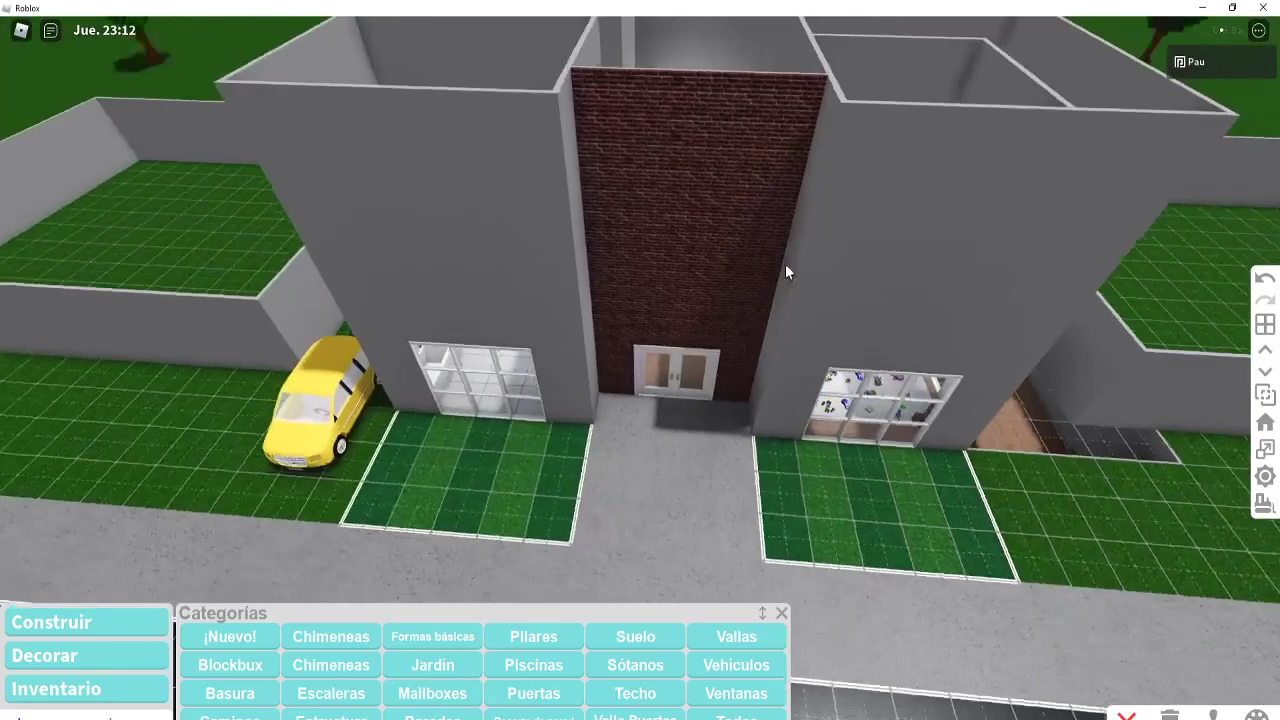 Roblox
Jue. 23:12
Pau
Construir
Decorar
Inventario
Categorías
¡Nuevo! Chimeneas Formas básicas Pilares Suelo Vallas
Blockbux Chimeneas Jardín Piscinas Sótanos Vehiculos
Basura Escaleras Mailboxes Puertas Techo Ventanas